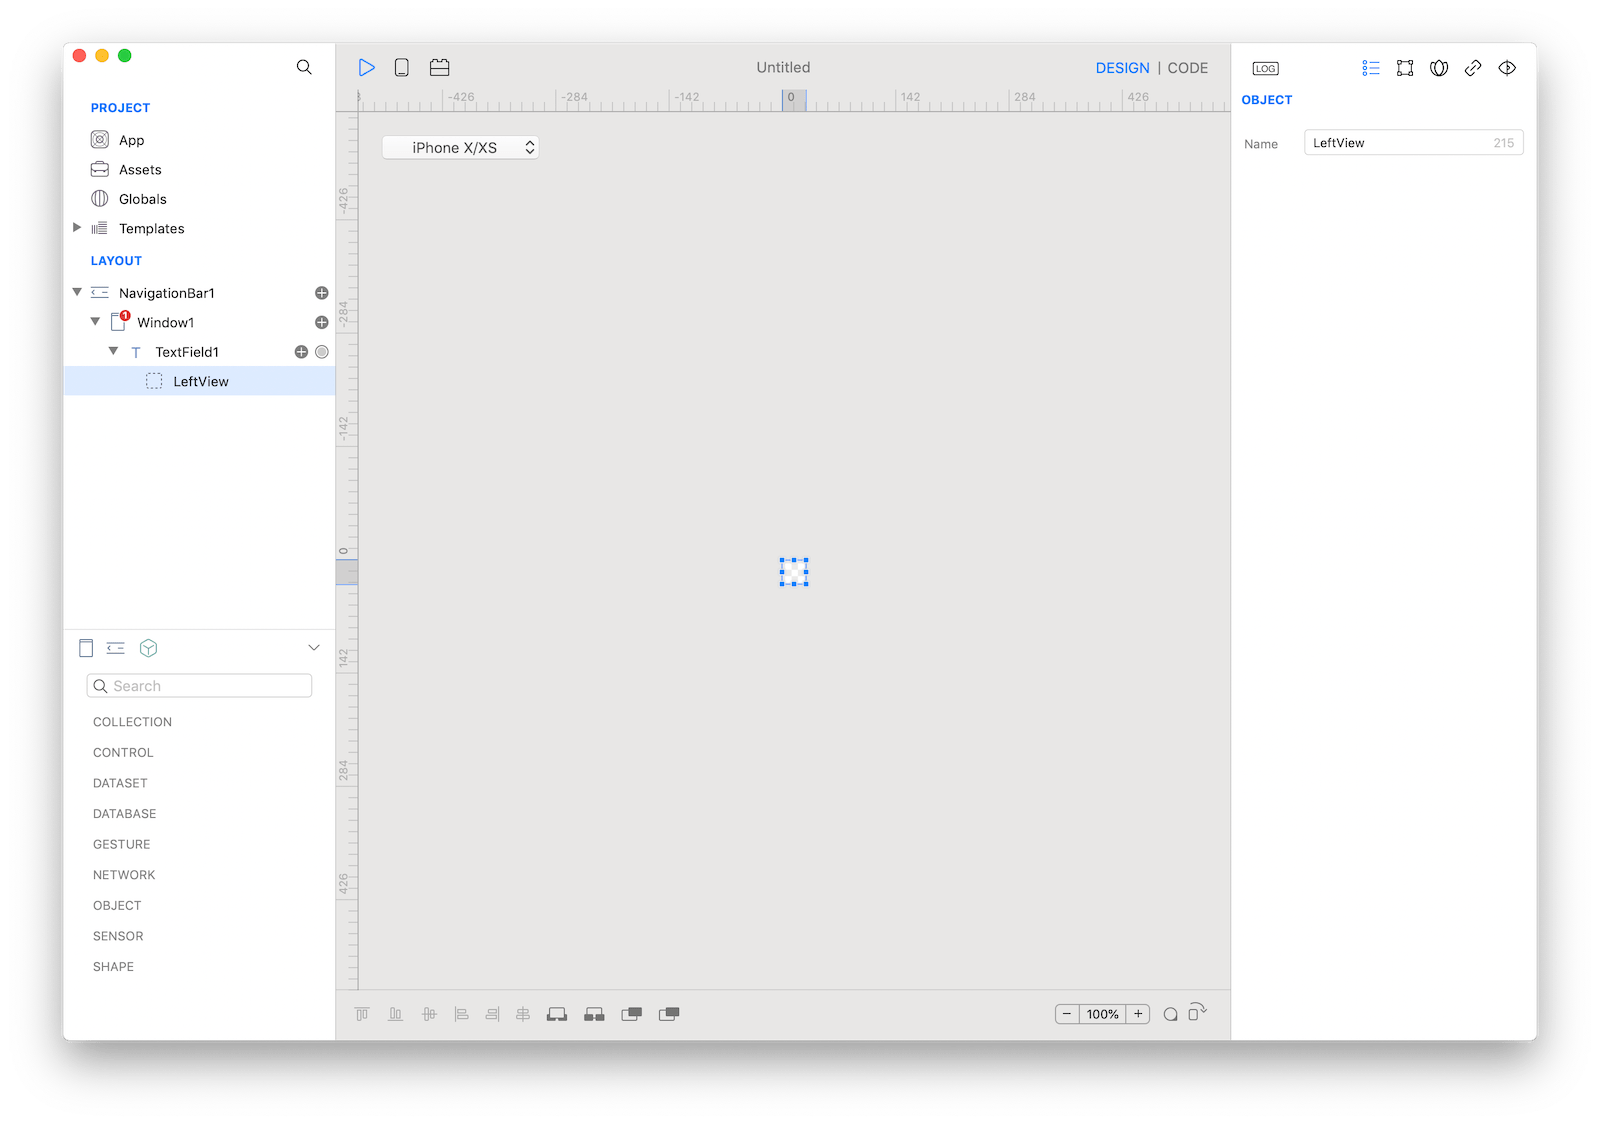 Untitled
DESIGN | CODE
LOG
PROJECT
App
Assets
Globals
Templates
LAYOUT
NavigationBar1
1
Window1
TextField1
LeftView
-426
-284
-142
0
142
284
426
iPhone X/XS
-426
-284
-142
0
142
284
426
OBJECT
Name
LeftView
215
Search
COLLECTION
CONTROL
DATASET
DATABASE
GESTURE
NETWORK
OBJECT
SENSOR
SHAPE
− 100% +